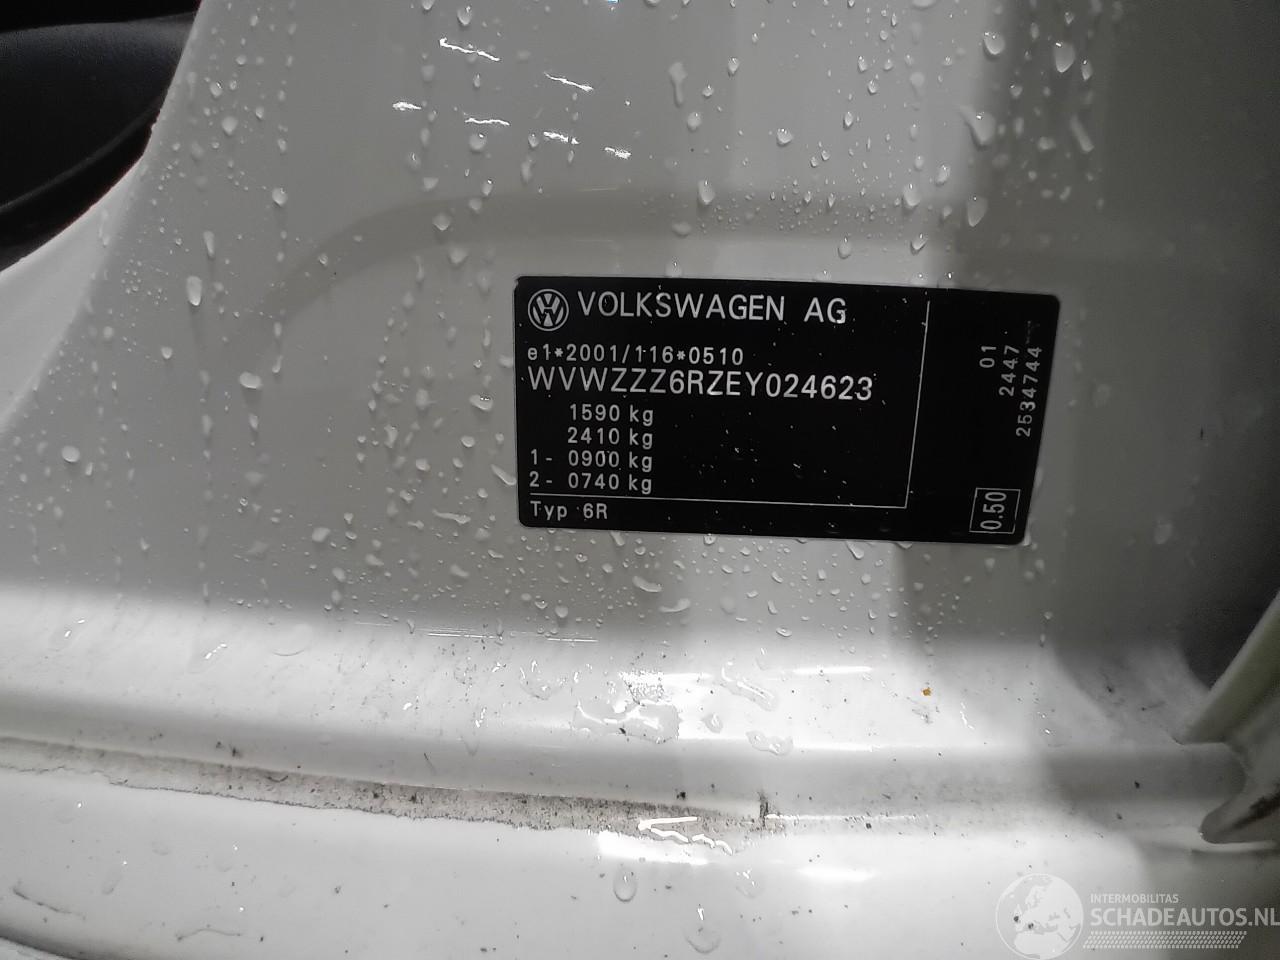 VOLKSWAGEN AG
e1*2001/116*0510
WVWZZZ6RZEY024623
1590 kg
2410 kg
1- 0900 kg
2- 0740 kg
Typ 6R
01
2447
2534744
0.50
INTERMOBILITAS
SCHADEAUTOS.NL